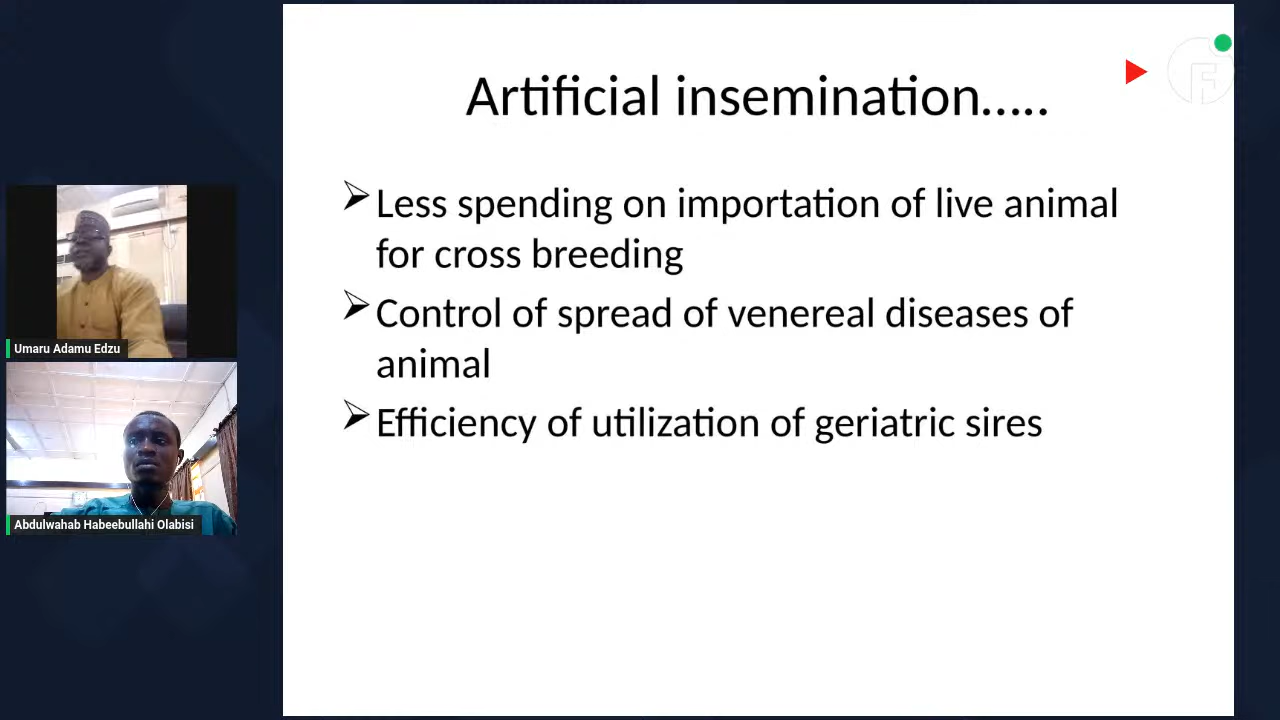 Artificial insemination…..
➢Less spending on importation of live animal
for cross breeding
➢Control of spread of venereal diseases of
animal
➢Efficiency of utilization of geriatric sires
Umaru Adamu Edzu
Abdulwahab Habeebullahi Olabisi